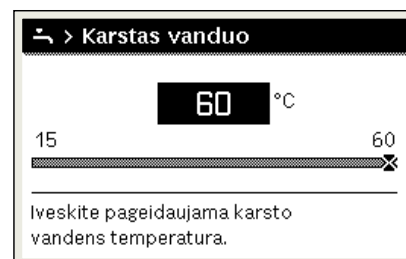 > Karstas vanduo
60 °C
15 60
Iveskite pageidaujama karsto
vandens temperatura.